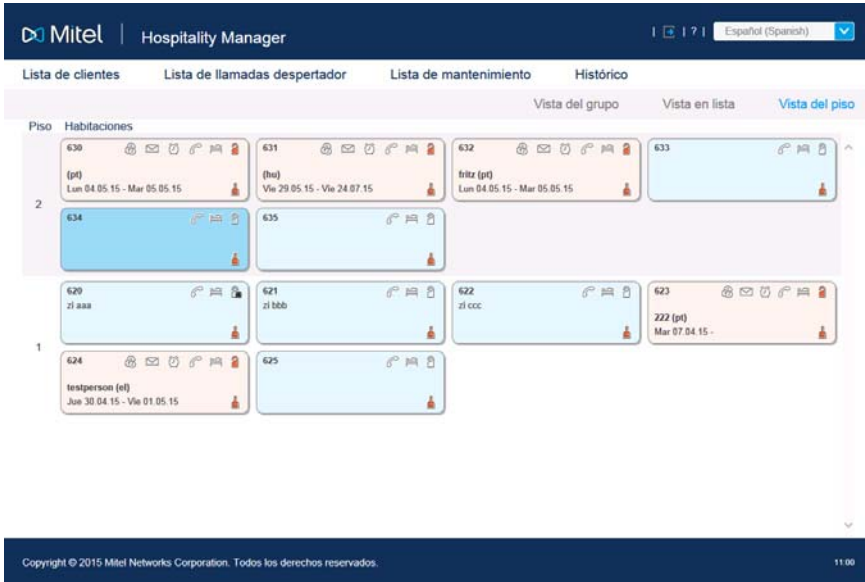 Mitel | Hospitality Manager
| ? | Español (Spanish)
Lista de clientes Lista de llamadas despertador Lista de mantenimiento Histórico
Vista del grupo Vista en lista Vista del piso
Piso Habitaciones
2
630
(pt)
Lun 04.05.15 - Mar 05.05.15
631
(hu)
Vie 29.05.15 - Vie 24.07.15
632
fritz (pt)
Lun 04.05.15 - Mar 05.05.15
633
634
635
1
620
zi aaa
621
zi bbb
622
zi ccc
623
222 (pt)
Mar 07.04.15 -
624
testperson (el)
Jue 30.04.15 - Vie 01.05.15
625
Copyright © 2015 Mitel Networks Corporation. Todos los derechos reservados. 11:00